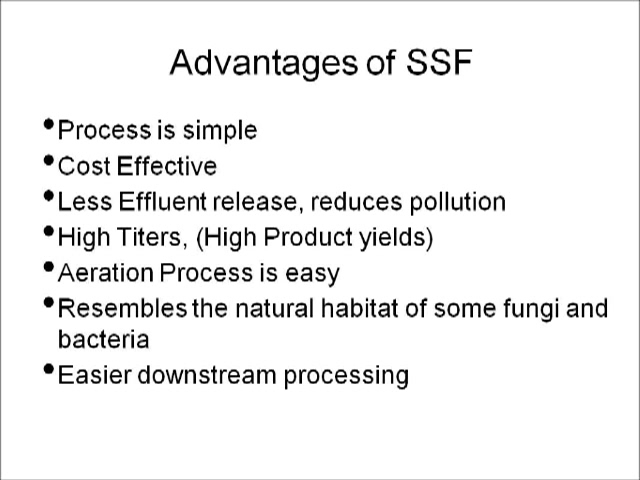 Advantages of SSF
•Process is simple
•Cost Effective
•Less Effluent release, reduces pollution
•High Titers, (High Product yields)
•Aeration Process is easy
•Resembles the natural habitat of some fungi and
bacteria
•Easier downstream processing